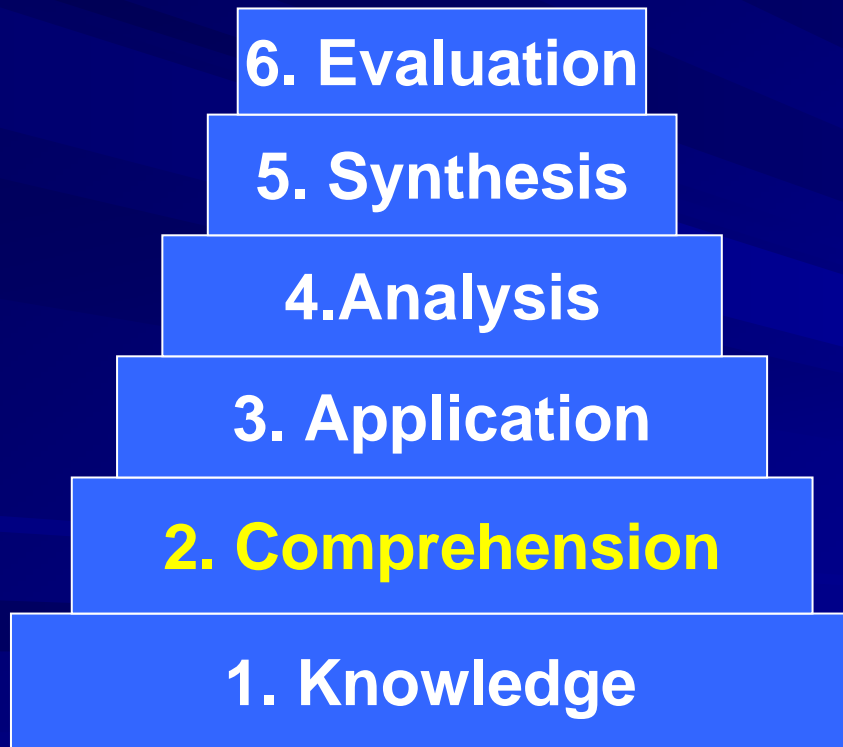 6. Evaluation
5. Synthesis
4.Analysis
3. Application
2. Comprehension
1. Knowledge